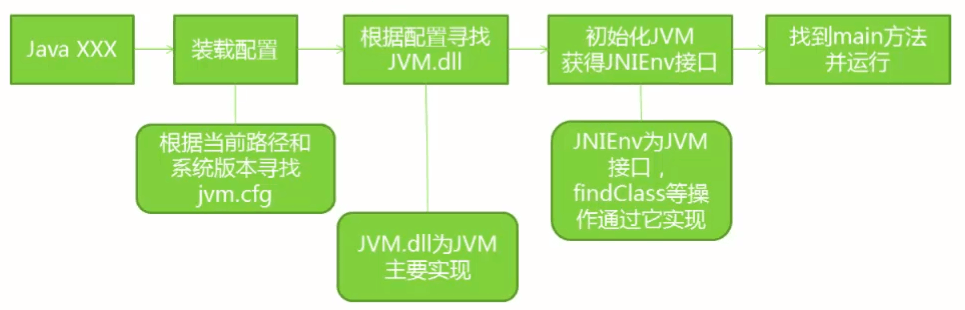 Java XXX
装载配置
根据配置寻找
JVM.dll
初始化JVM
获得JNIEnv接口
找到main方法
并运行
根据当前路径和
系统版本寻找
jvm.cfg
JVM.dll为JVM
主要实现
JNIEnv为JVM
接口，
findClass等操
作通过它实现